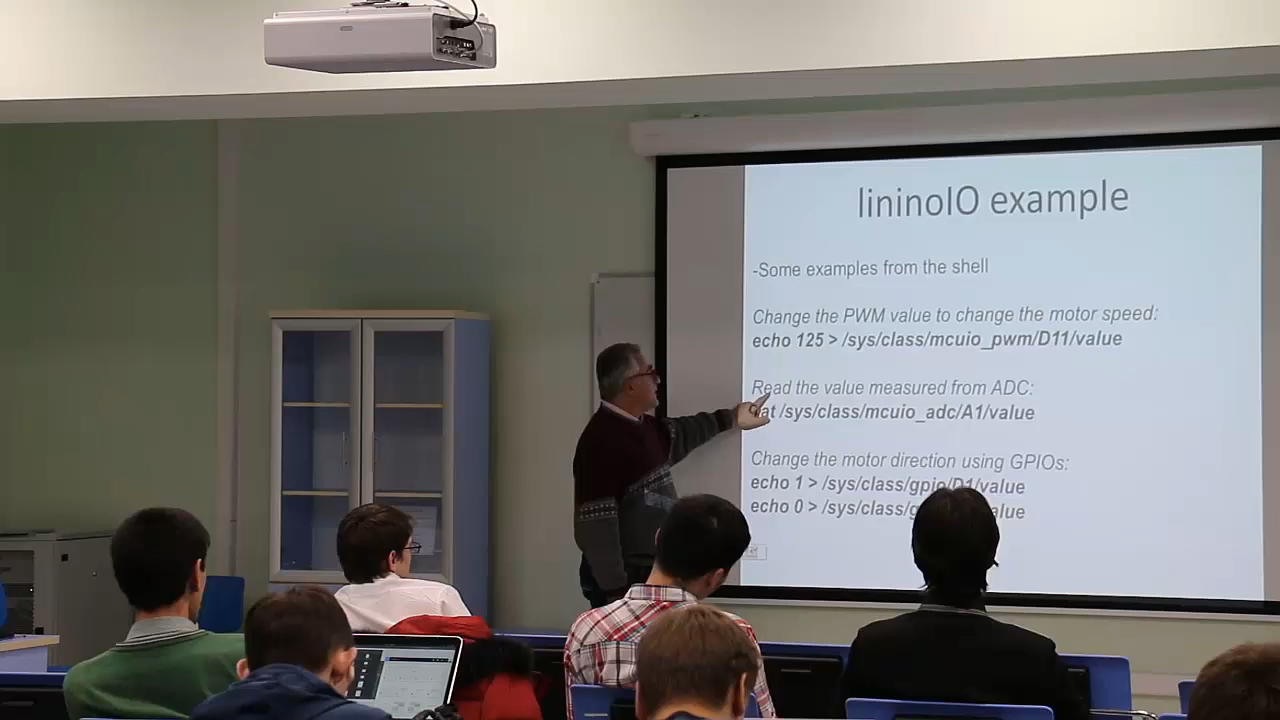 lininoIO example
-Some examples from the shell
Change the PWM value to change the motor speed:
echo 125 > /sys/class/mcuio_pwm/D11/value
Read the value measured from ADC:
cat /sys/class/mcuio_adc/A1/value
Change the motor direction using GPIOs:
echo 1 > /sys/class/gpio/D1/value
echo 0 > /sys/class/g alue